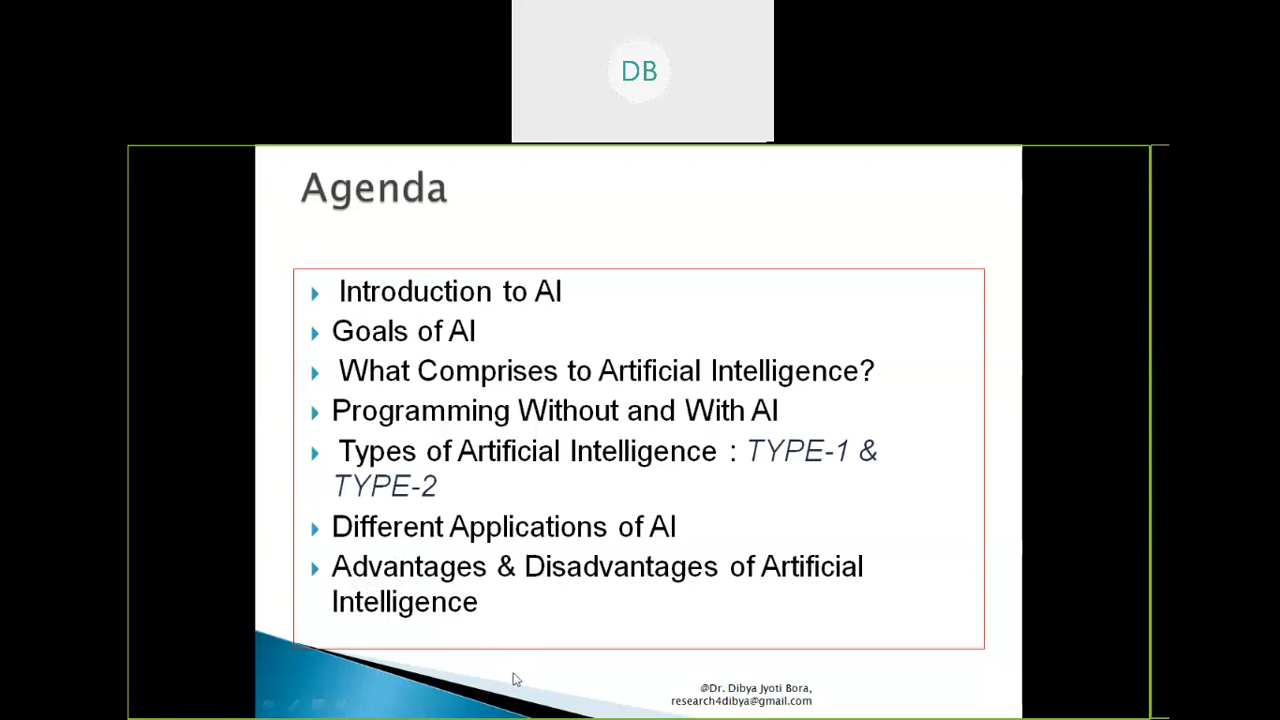 DB
Agenda
Introduction to AI
Goals of AI
What Comprises to Artificial Intelligence?
Programming Without and With AI
Types of Artificial Intelligence : TYPE-1 &
TYPE-2
Different Applications of AI
Advantages & Disadvantages of Artificial
Intelligence
@Dr. Dibya Jyoti Bora,
research4dibya@gmail.com